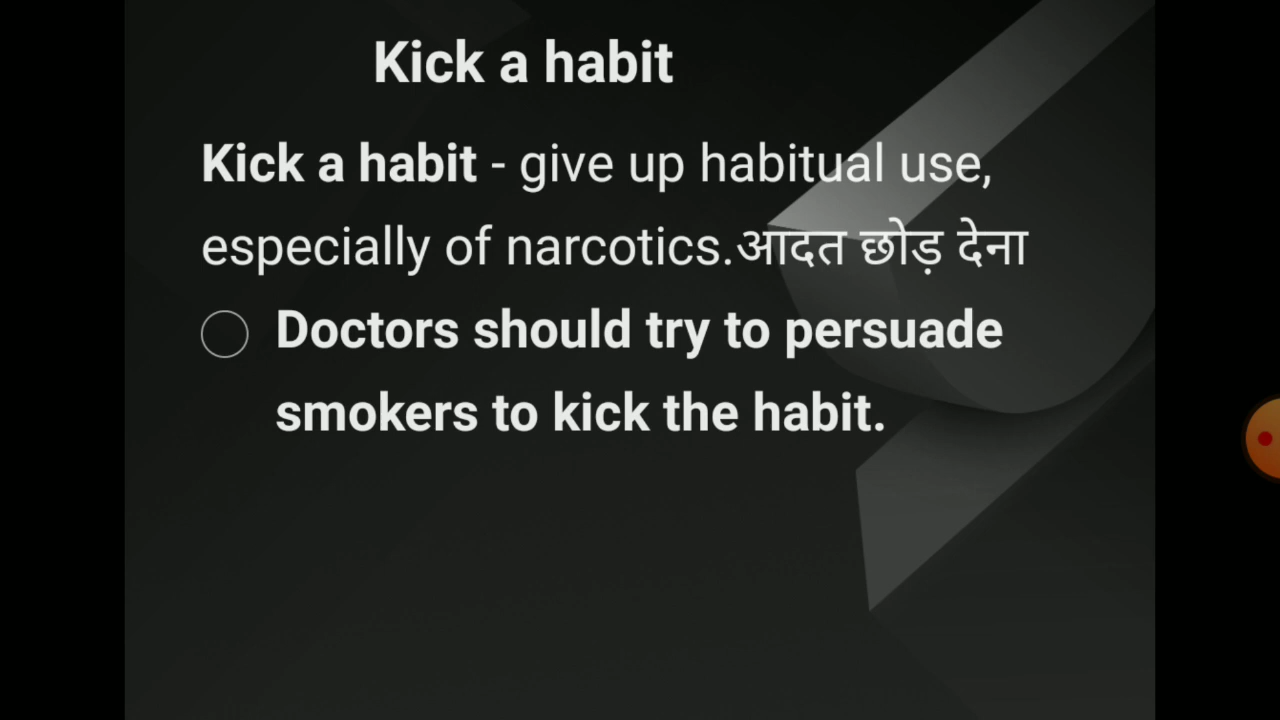 Kick a habit
Kick a habit - give up habitual use,
especially of narcotics.आदत छोड़ देना
Doctors should try to persuade
smokers to kick the habit.